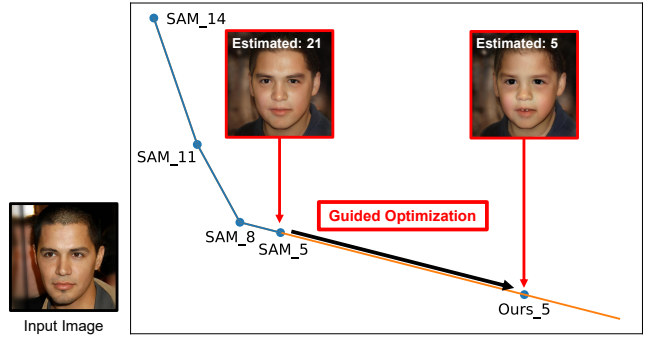 SAM_14
Estimated: 21
Estimated: 5
SAM_11
Guided Optimization
SAM_8
SAM_5
Ours_5
Input Image